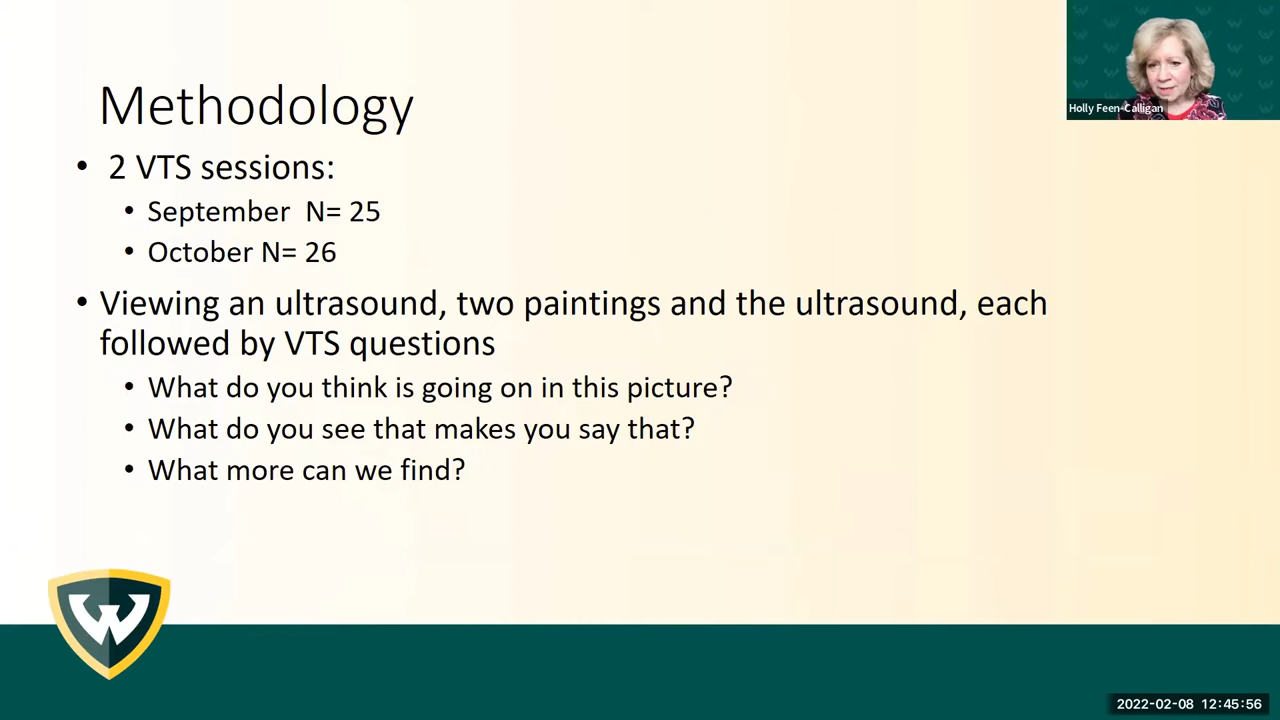 Methodology
• 2 VTS sessions:
• September N= 25
• October N= 26
• Viewing an ultrasound, two paintings and the ultrasound, each
followed by VTS questions
• What do you think is going on in this picture?
• What do you see that makes you say that?
• What more can we find?
Holly Feen-Calligan
W
2022-02-08 12:45:56